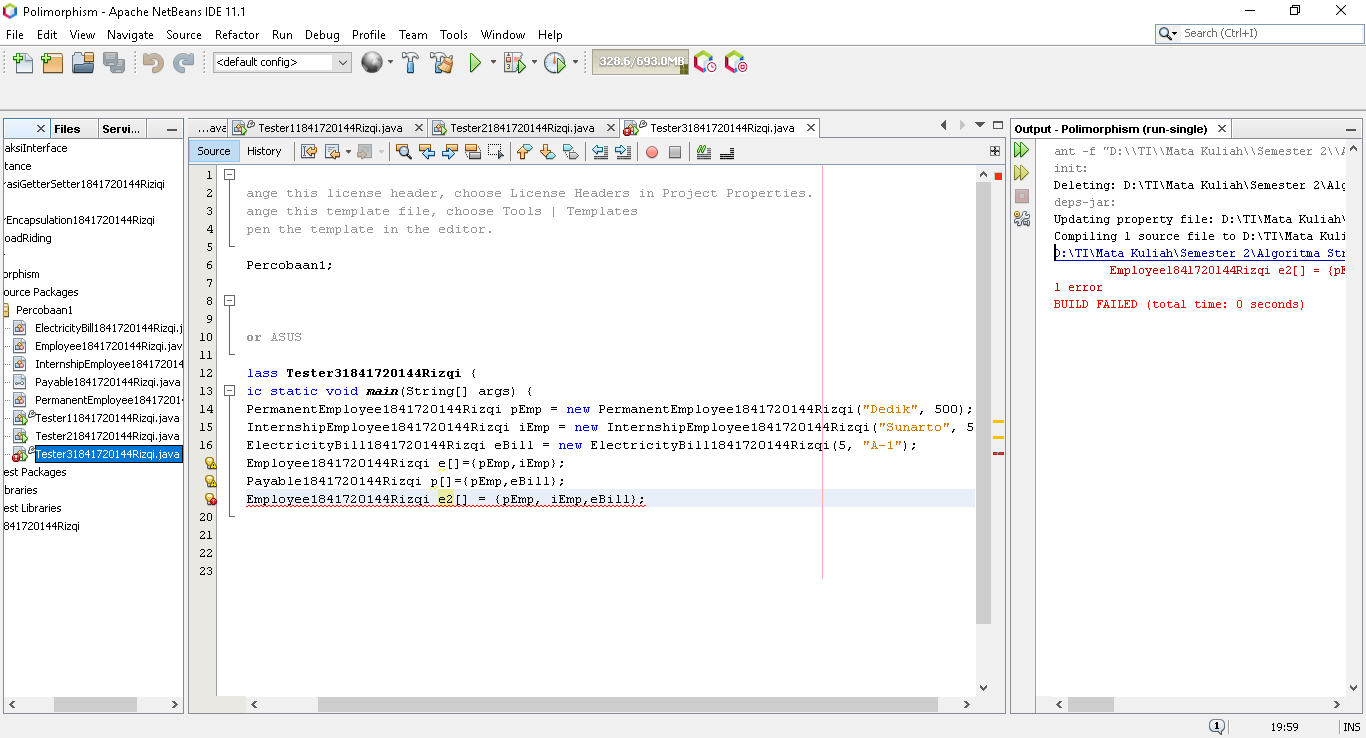 Polimorphism - Apache NetBeans IDE 11.1
File Edit View Navigate Source Refactor Run Debug Profile Team Tools Window Help
Search (Ctrl+I)
<default config>
328.6/693.0MB
Files Servi...
aksiInterface
tance
rasiGetterSetter1841720144Riziqi
rEncapsulation1841720144
oadRiding
r
orphism
ource Packages
Percobaan1
ElectricityBill1841720144Rizqi.j
Employee1841720144Rizqi.jav
InternshipEmployee184172014
Payable1841720144Rizqi.java
PermanentEmployee18417201
Tester11841720144Rizqi.java
Tester21841720144Rizqi.java
Tester31841720144Rizqi.java
est Packages
ibraries
est Libraries
841720144Rizqi
...ava Tester11841720144Rizqi.java Tester21841720144Rizqi.java Tester31841720144Rizqi.java
Source History
1
2 ange this license header, choose License Headers in Project Properties.
3 ange this template file, choose Tools | Templates
4 pen the template in the editor.
5
6 Percobaan1;
7
8
9
10 or ASUS
11
12 lass Tester31841720144Rizqi {
13 ic static void main(String[] args) {
14 PermanentEmployee1841720144Rizqi pEmp = new PermanentEmployee1841720144Rizqi("Dedik", 500);
15 InternshipEmployee1841720144Rizqi iEmp = new InternshipEmployee1841720144Rizqi("Sunarto", 5
16 ElectricityBill1841720144Rizqi eBill = new ElectricityBill1841720144Rizqi(5, "A-1");
Employee1841720144Rizqi e[]={pEmp,iEmp};
Payable1841720144Rizqi p[]={pEmp,eBill};
Employee1841720144Rizqi e2[] = {pEmp, iEmp,eBill};
20
21
22
23
Output - Polimorphism (run-single)
ant -f "D:\\TI\\Mata Kuliah\\Semester 2\\A
init:
Deleting: D:\TI\Mata Kuliah\Semester 2\Alg
deps-jar:
Updating property file: D:\TI\Mata Kuliah\
Compiling 1 source file to D:\TI\Mata Kuli
D:\TI\Mata Kuliah\Semester 2\Algoritma Str
Employee1841720144Rizqi e2[] = {pE
1 error
BUILD FAILED (total time: 0 seconds)
1 19:59 INS